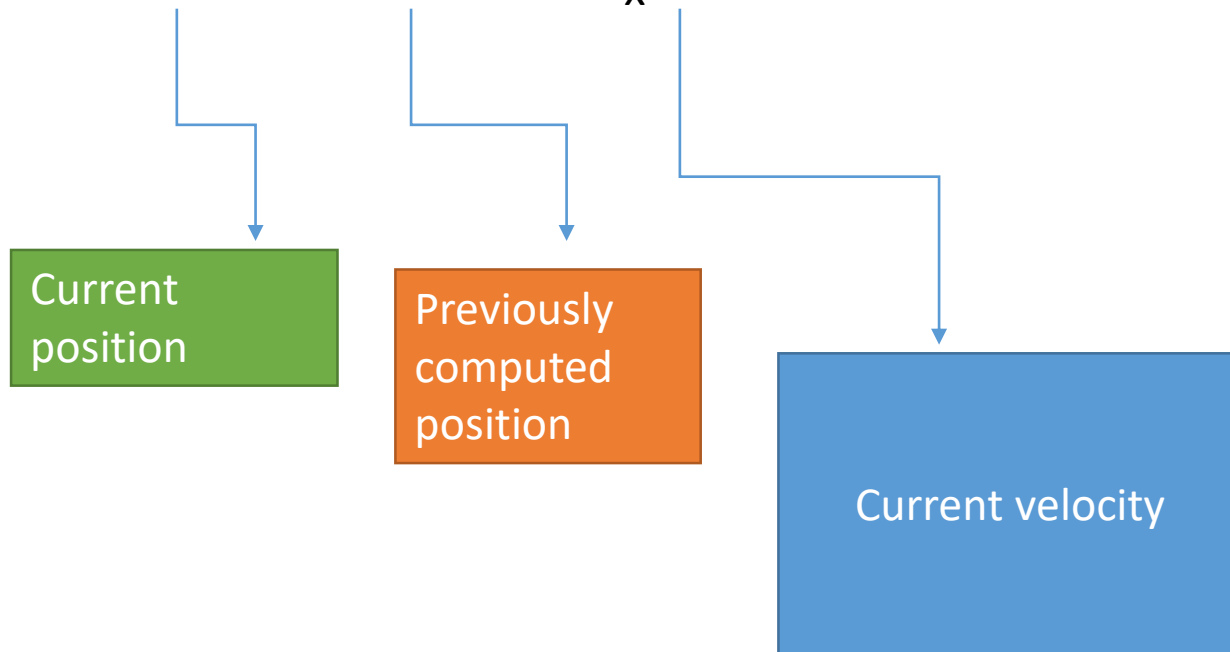 Current
position
Previously
computed
position
Current velocity